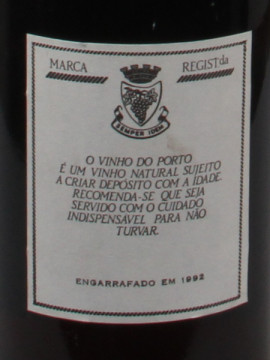 MARCA REGISTda
SEMPER IDEM
O VINHO DO PORTO
É UM VINHO NATURAL SUJEITO
A CRIAR DEPÓSITO COM A IDADE.
RECOMENDA-SE QUE SEJA
SERVIDO COM O CUIDADO
INDISPENSÁVEL PARA NÃO
TURVAR.
ENGARRAFADO EM 1992